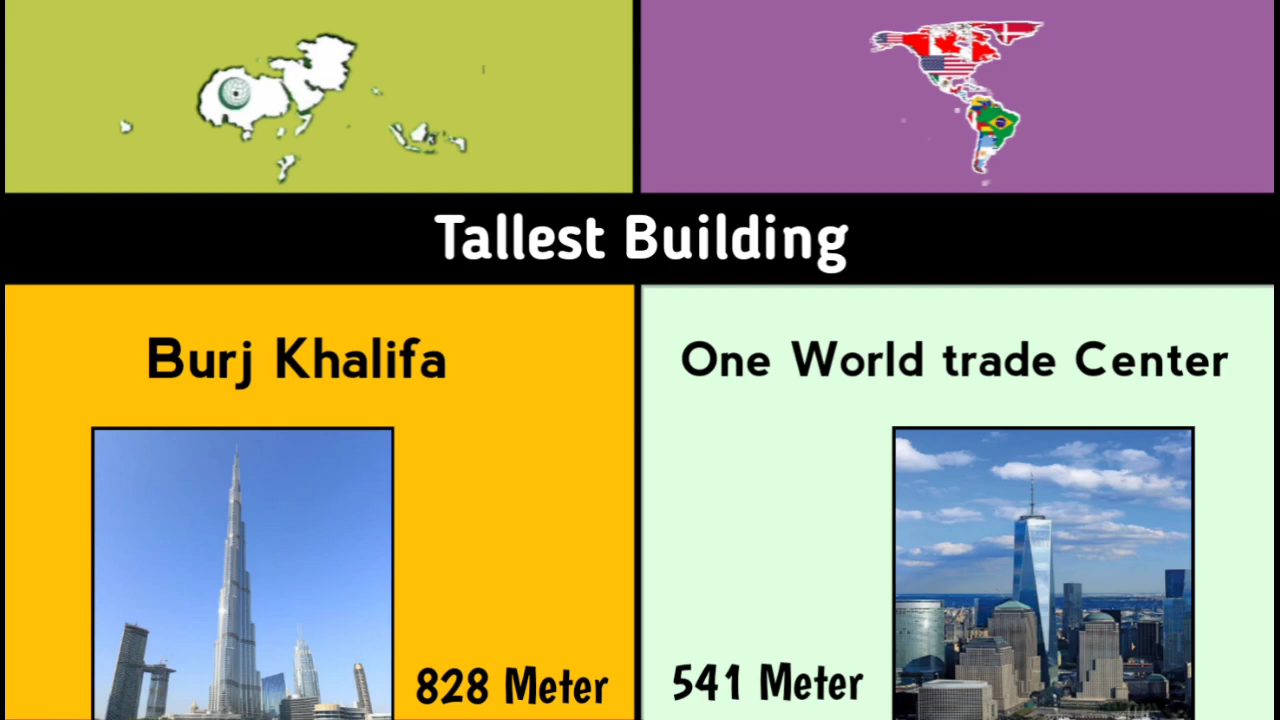 Tallest Building
Burj Khalifa
One World trade Center
828 Meter
541 Meter